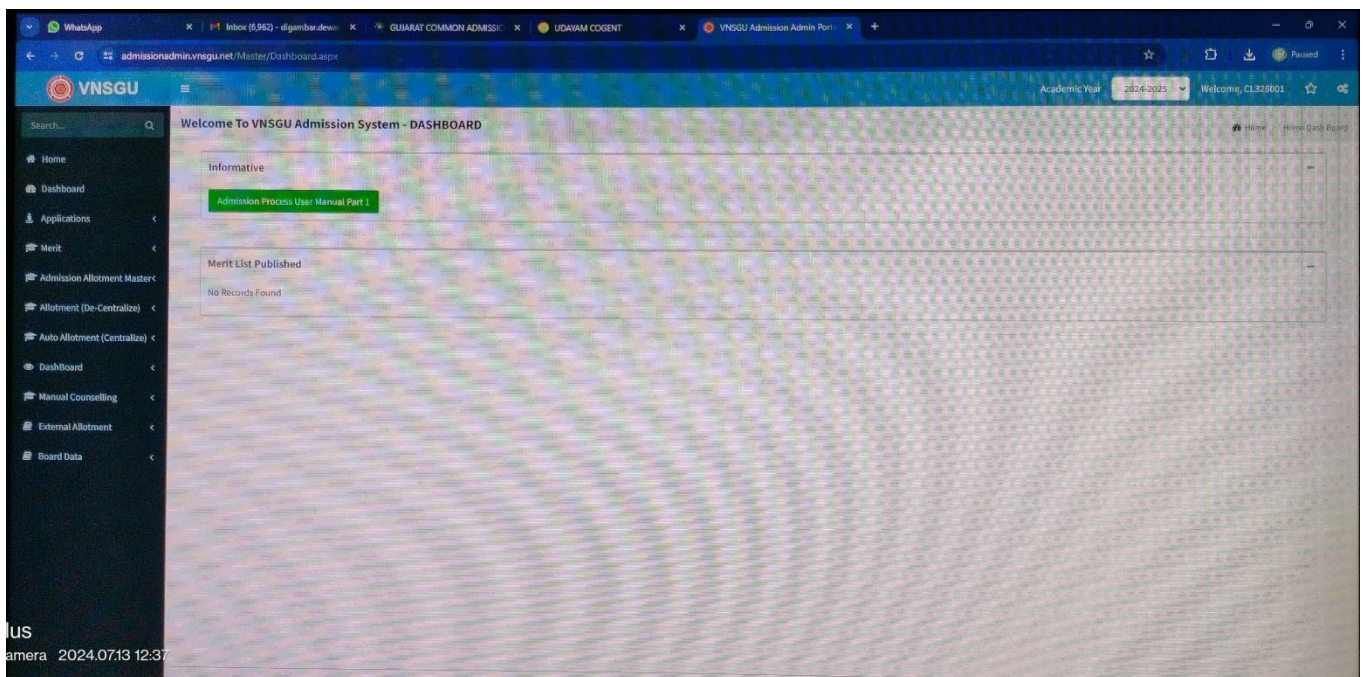 WhatsApp
Inbox (6,962) - digambar.dewa
GUJARAT COMMON ADMISSIO
UDAYAM COGENT
VNSGU Admission Admin Port
admissionadmin.vnsgu.net/Master/Dashboard.aspx
Paused
VNSGU
Academic Year
2024-2025
Welcome, CL326001
Search...
Welcome To VNSGU Admission System - DASHBOARD
Home
Home Dash Board
Home
Dashboard
Applications
Merit
Admission Allotment Master
Allotment (De-Centralize)
Auto Allotment (Centralize)
DashBoard
Manual Counselling
External Allotment
Board Data
Informative
Admission Process User Manual Part 1
Merit List Published
No Records Found
lus
amera 2024.07.13 12:37